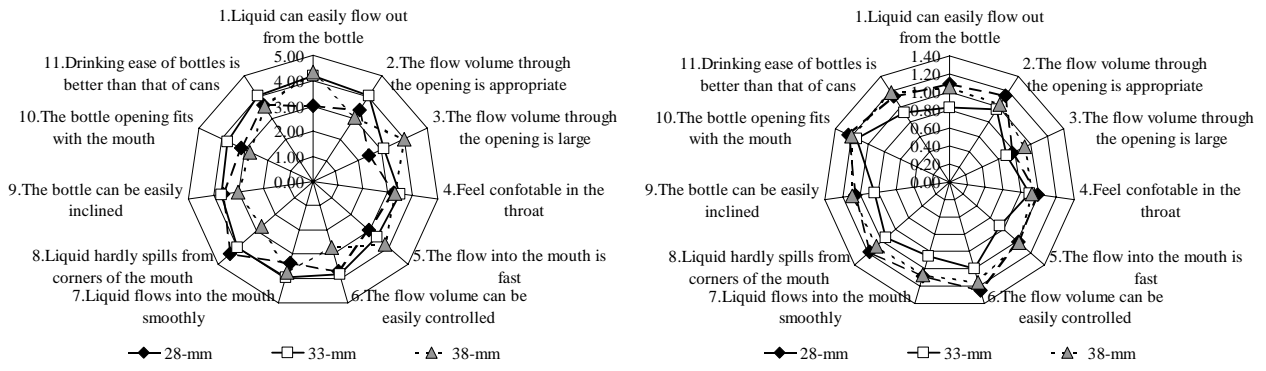 1.Liquid can easily flow out
from the bottle
2.The flow volume through
the opening is appropriate
3.The flow volume through
the opening is large
4.Feel confotable in the
throat
5.The flow into the mouth is
fast
6.The flow volume can be
easily controlled
7.Liquid flows into the mouth
smoothly
8.Liquid hardly spills from
corners of the mouth
9.The bottle can be easily
inclined
10.The bottle opening fits
with the mouth
11.Drinking ease of bottles is
better than that of cans
5.00
4.00
3.00
2.00
1.00
0.00
28-mm
33-mm
38-mm
1.Liquid can easily flow out
from the bottle
2.The flow volume through
the opening is appropriate
3.The flow volume through
the opening is large
4.Feel confotable in the
throat
5.The flow into the mouth is
fast
6.The flow volume can be
easily controlled
7.Liquid flows into the mouth
smoothly
8.Liquid hardly spills from
corners of the mouth
9.The bottle can be easily
inclined
10.The bottle opening fits
with the mouth
11.Drinking ease of bottles is
better than that of cans
1.40
1.20
1.00
0.80
0.60
0.40
0.20
0.00
28-mm
33-mm
38-mm